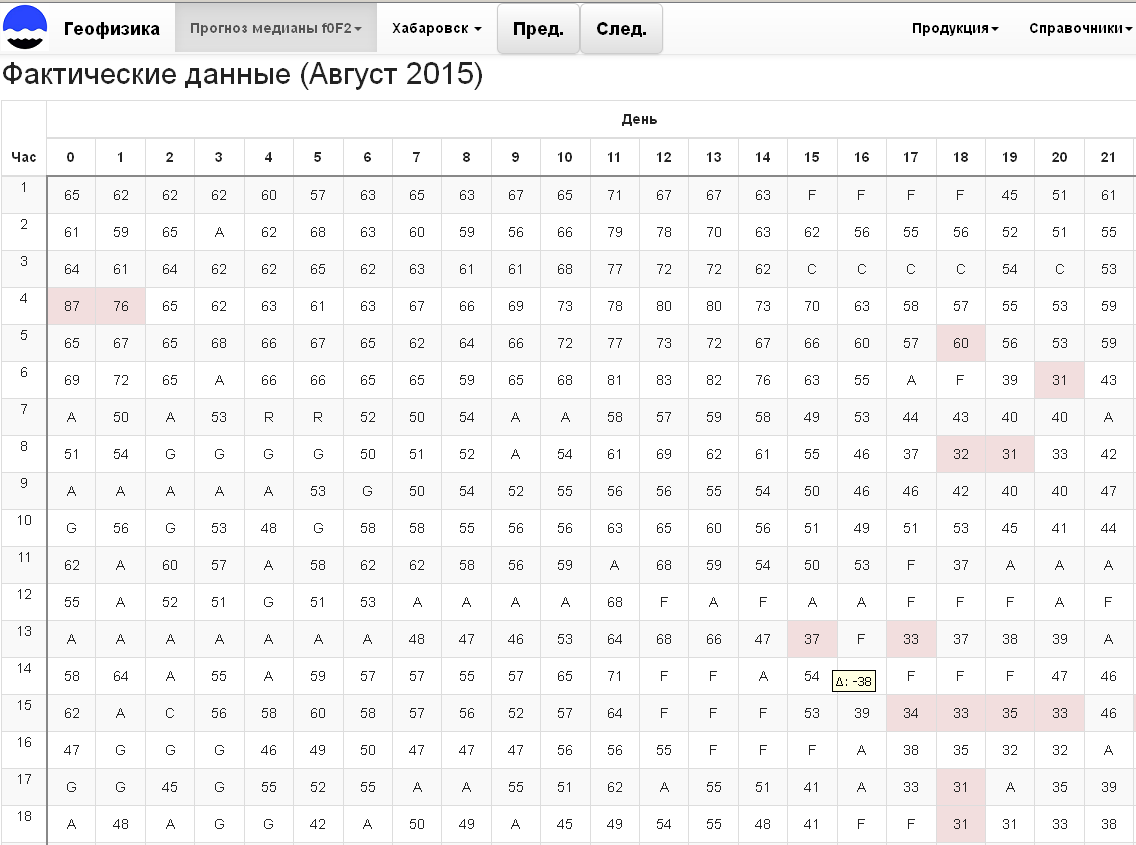 Геофизика Прогноз медианы f0F2 Хабаровск Пред. След. Продукция Справочники
Фактические данные (Август 2015)
День
Час 0 1 2 3 4 5 6 7 8 9 10 11 12 13 14 15 16 17 18 19 20 21
1 65 62 62 62 60 57 63 65 63 67 65 71 67 67 63 F F F F 45 51 61
2 61 59 65 A 62 68 63 60 59 56 66 79 78 70 63 62 56 55 56 52 51 55
3 64 61 64 62 62 65 62 63 61 61 68 77 72 72 62 C C C C 54 C 53
4 87 76 65 62 63 61 63 67 66 69 73 78 80 80 73 70 63 58 57 55 53 59
5 65 67 65 68 66 67 65 62 64 66 72 77 73 72 67 66 60 57 60 56 53 59
6 69 72 65 A 66 66 65 65 59 65 68 81 83 82 76 63 55 A F 39 31 43
7 A 50 A 53 R R 52 50 54 A A 58 57 59 58 49 53 44 43 40 40 A
8 51 54 G G G G 50 51 52 A 54 61 69 62 61 55 46 37 32 31 33 42
9 A A A A A 53 G 50 54 52 55 56 56 55 54 50 46 46 42 40 40 47
10 G 56 G 53 48 G 58 58 55 56 56 63 65 60 56 51 49 51 53 45 41 44
11 62 A 60 57 A 58 62 62 58 56 59 A 68 59 54 50 53 F 37 A A A
12 55 A 52 51 G 51 53 A A A A 68 F A F A A F F F A F
13 A A A A A A A 48 47 46 53 64 68 66 47 37 F 33 37 38 39 A
14 58 64 A 55 A 59 57 57 55 57 65 71 F F A 54 Δ: -38 F F F 47 46
15 62 A C 56 58 60 58 57 56 52 57 64 F F F 53 39 34 33 35 33 46
16 47 G G G 46 49 50 47 47 47 56 56 55 F F F A 38 35 32 32 A
17 G G 45 G 55 52 55 A A 55 51 62 A 55 51 41 A 33 31 A 35 39
18 A 48 A G G 42 A 50 49 A 45 49 54 55 48 41 F F 31 31 33 38